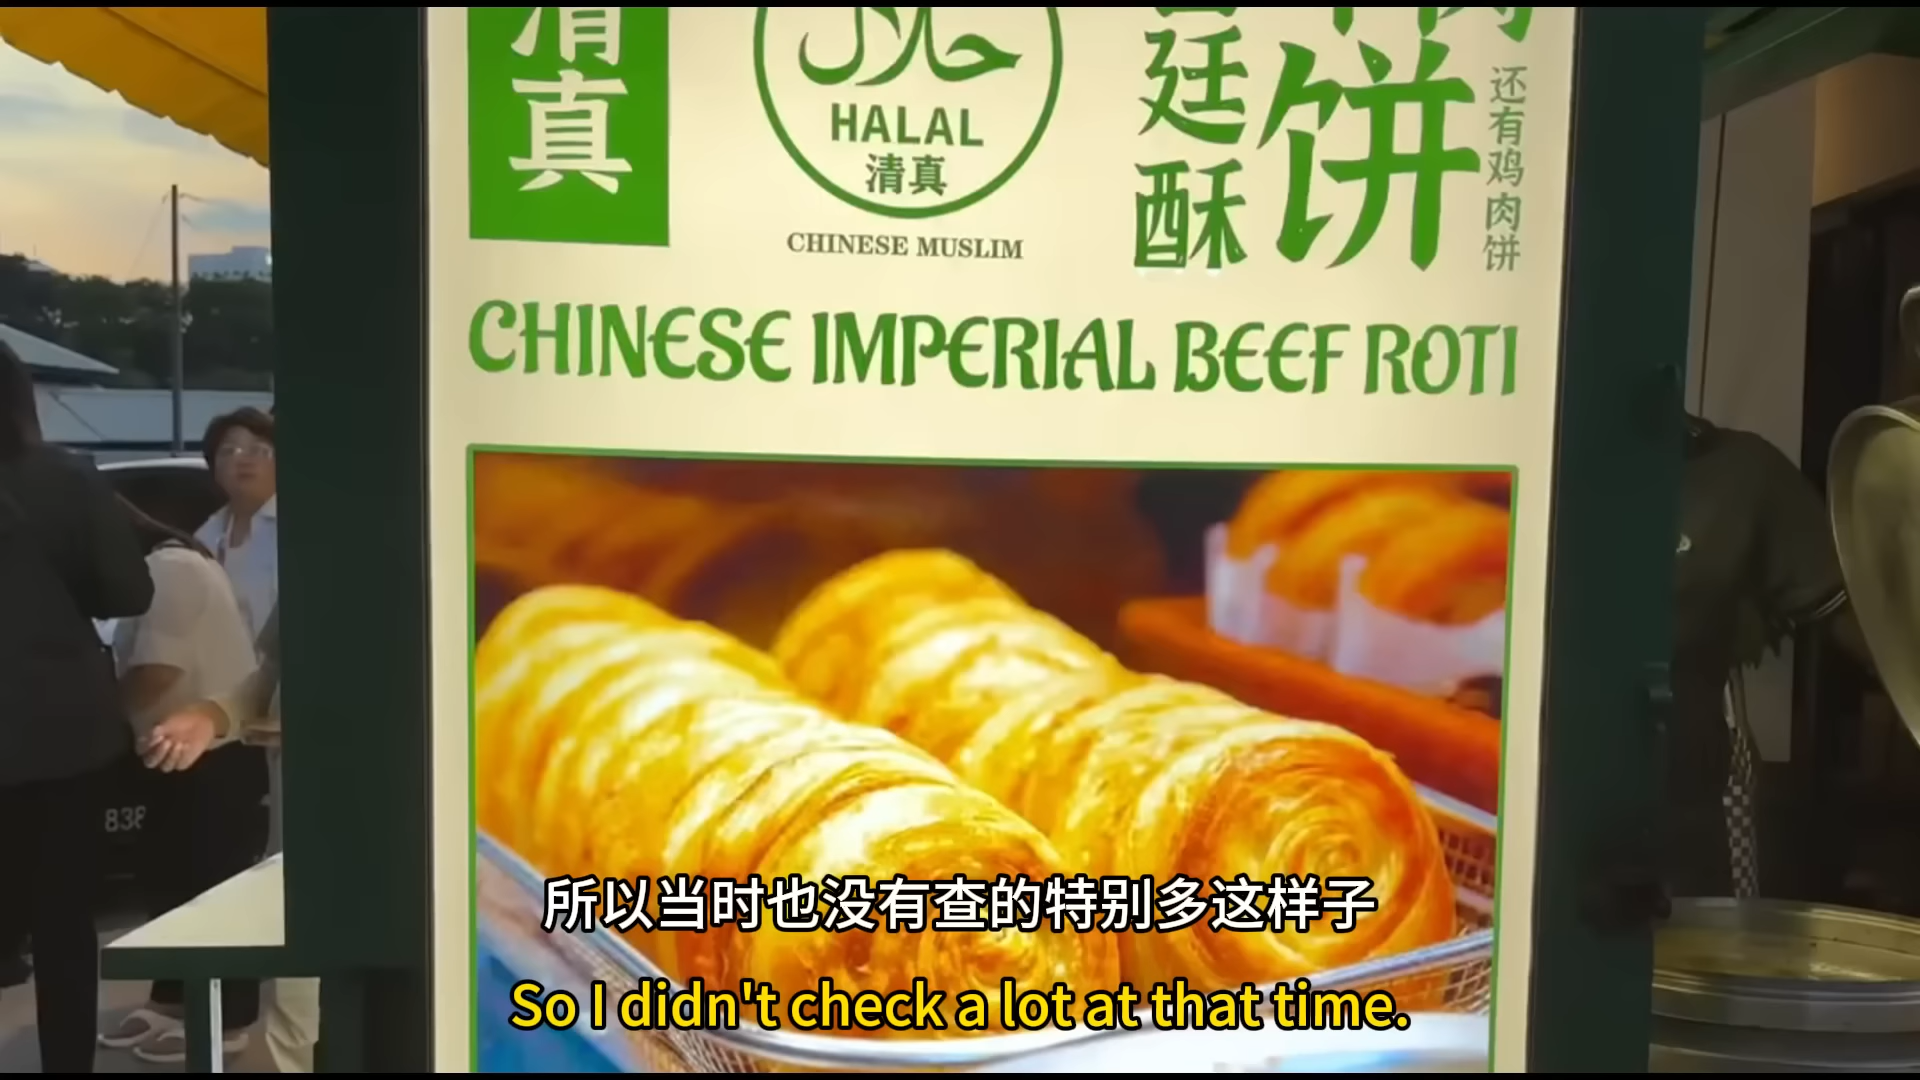 清真
حلال
HALAL
清真
CHINESE MUSLIM
廷酥
饼
还有鸡肉饼
CHINESE IMPERIAL BEEF ROTI
838
所以当时也没有查的特别多这样子
So I didn't check a lot at that time.